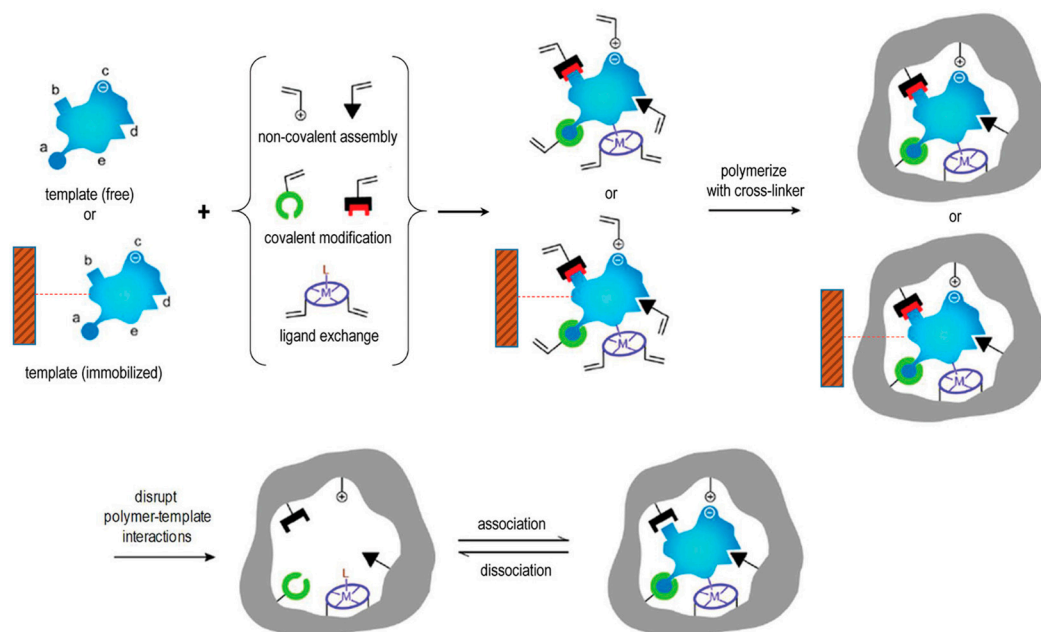 c
b
d
a
e
template (free)
or
c
b
d
a
e
template (immobilized)
+
+
non-covalent assembly
covalent modification
L
M
ligand exchange
+
−
M
or
+
−
M
polymerize
with cross-linker
+
−
M
or
+
−
M
disrupt
polymer-template
interactions
+
L
M
association
dissociation
+
−
M